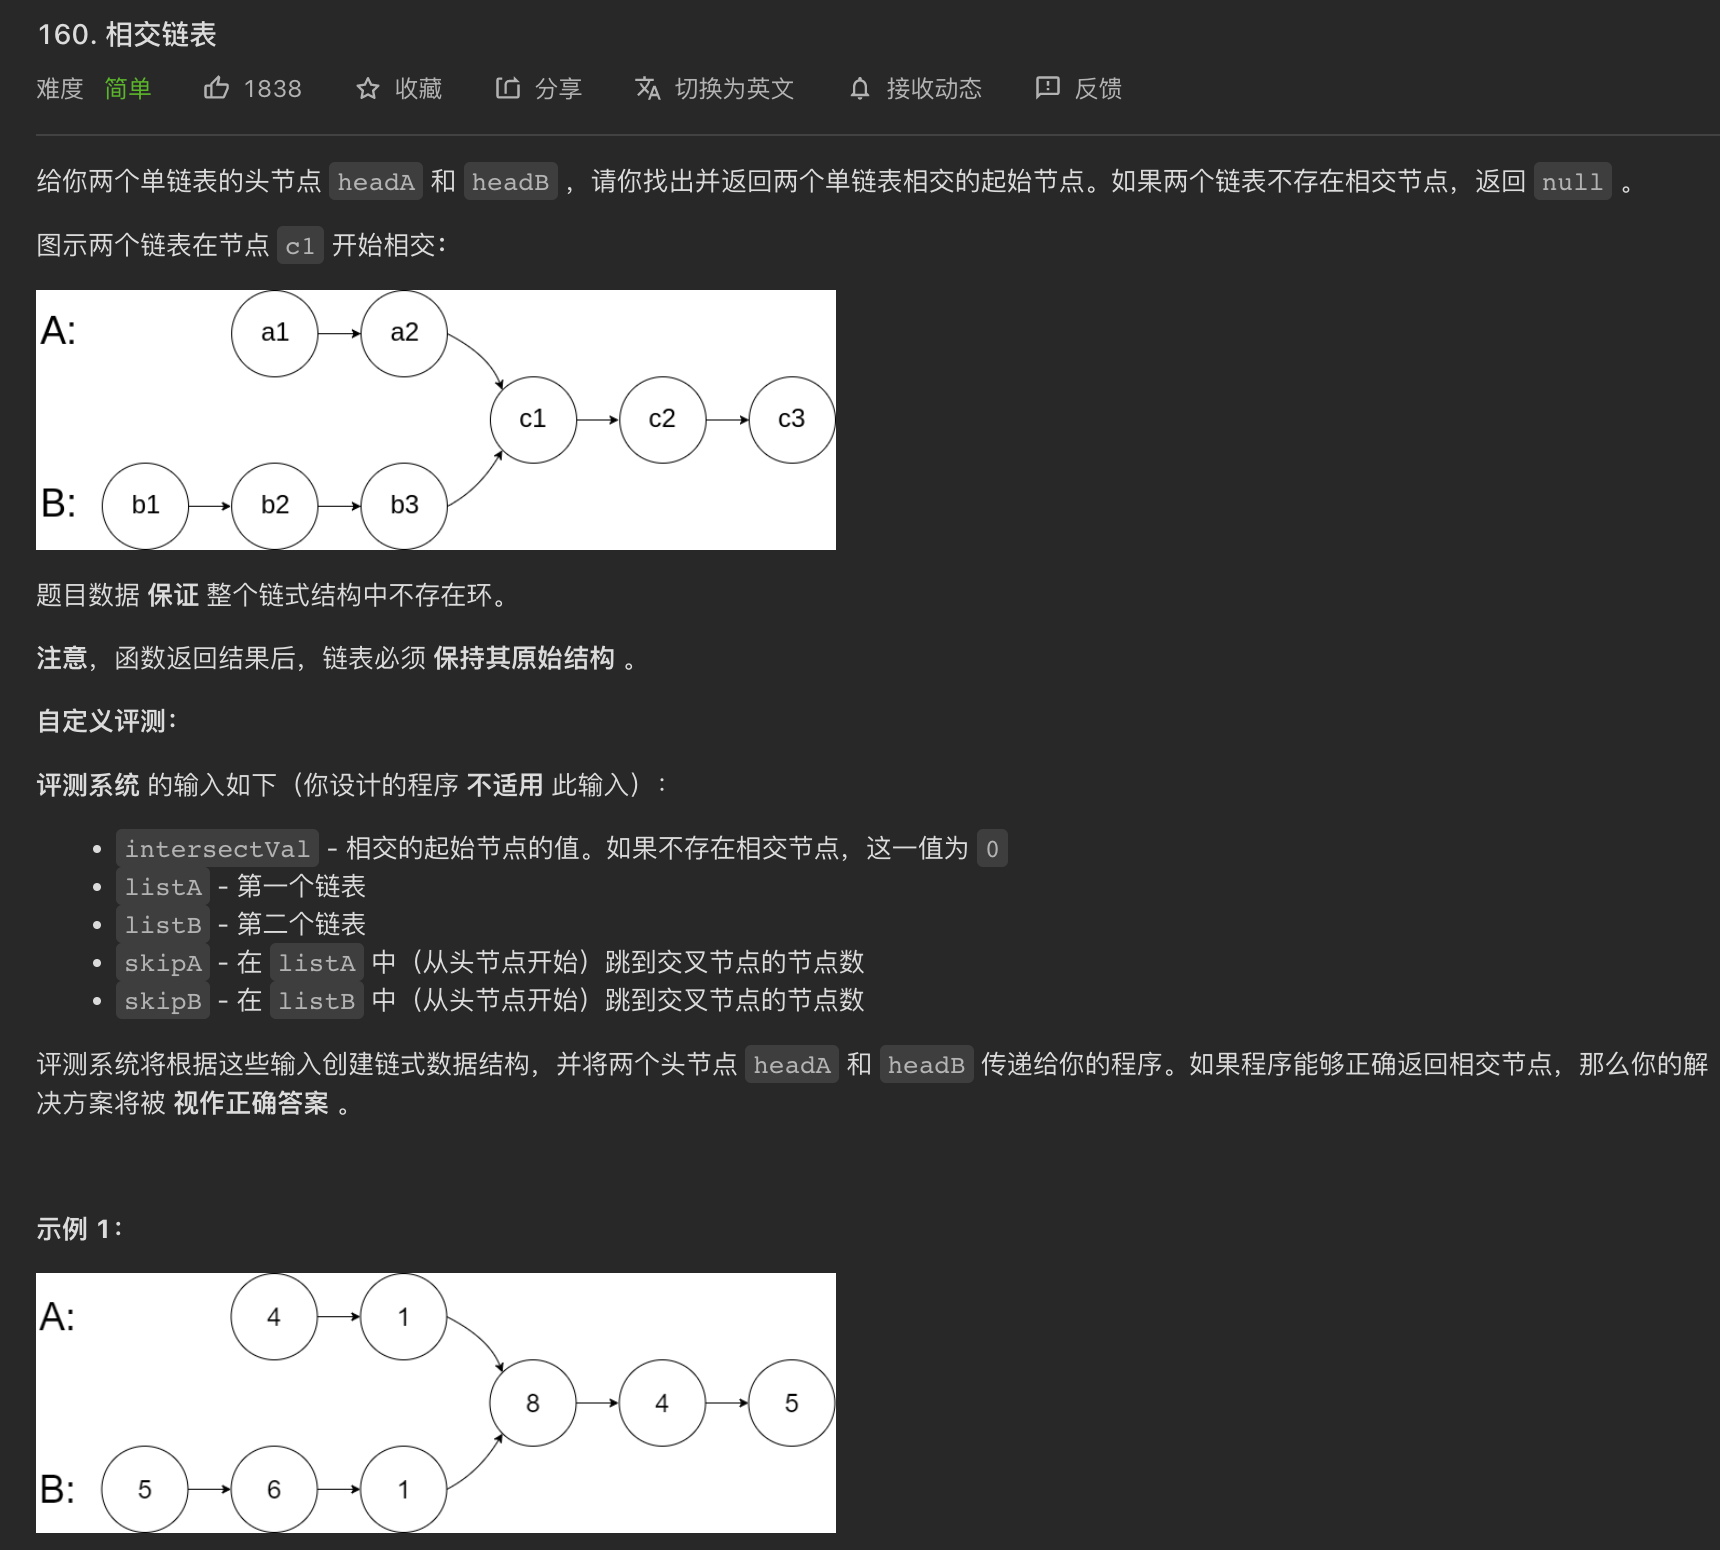 160. 相交链表
难度 简单 1838 收藏 分享 切换为英文 接收动态 反馈
给你两个单链表的头节点 headA 和 headB ，请你找出并返回两个单链表相交的起始节点。如果两个链表不存在相交节点，返回 null 。
图示两个链表在节点 c1 开始相交：
A: a1 a2
c1 c2 c3
B: b1 b2 b3
题目数据 保证 整个链式结构中不存在环。
注意，函数返回结果后，链表必须 保持其原始结构 。
自定义评测：
评测系统 的输入如下（你设计的程序 不适用 此输入）：
• intersectVal - 相交的起始节点的值。如果不存在相交节点，这一值为 0
• listA - 第一个链表
• listB - 第二个链表
• skipA - 在 listA 中（从头节点开始）跳到交叉节点的节点数
• skipB - 在 listB 中（从头节点开始）跳到交叉节点的节点数
评测系统将根据这些输入创建链式数据结构，并将两个头节点 headA 和 headB 传递给你的程序。如果程序能够正确返回相交节点，那么你的解
决方案将被 视作正确答案 。
示例 1：
A: 4 1
8 4 5
B: 5 6 1